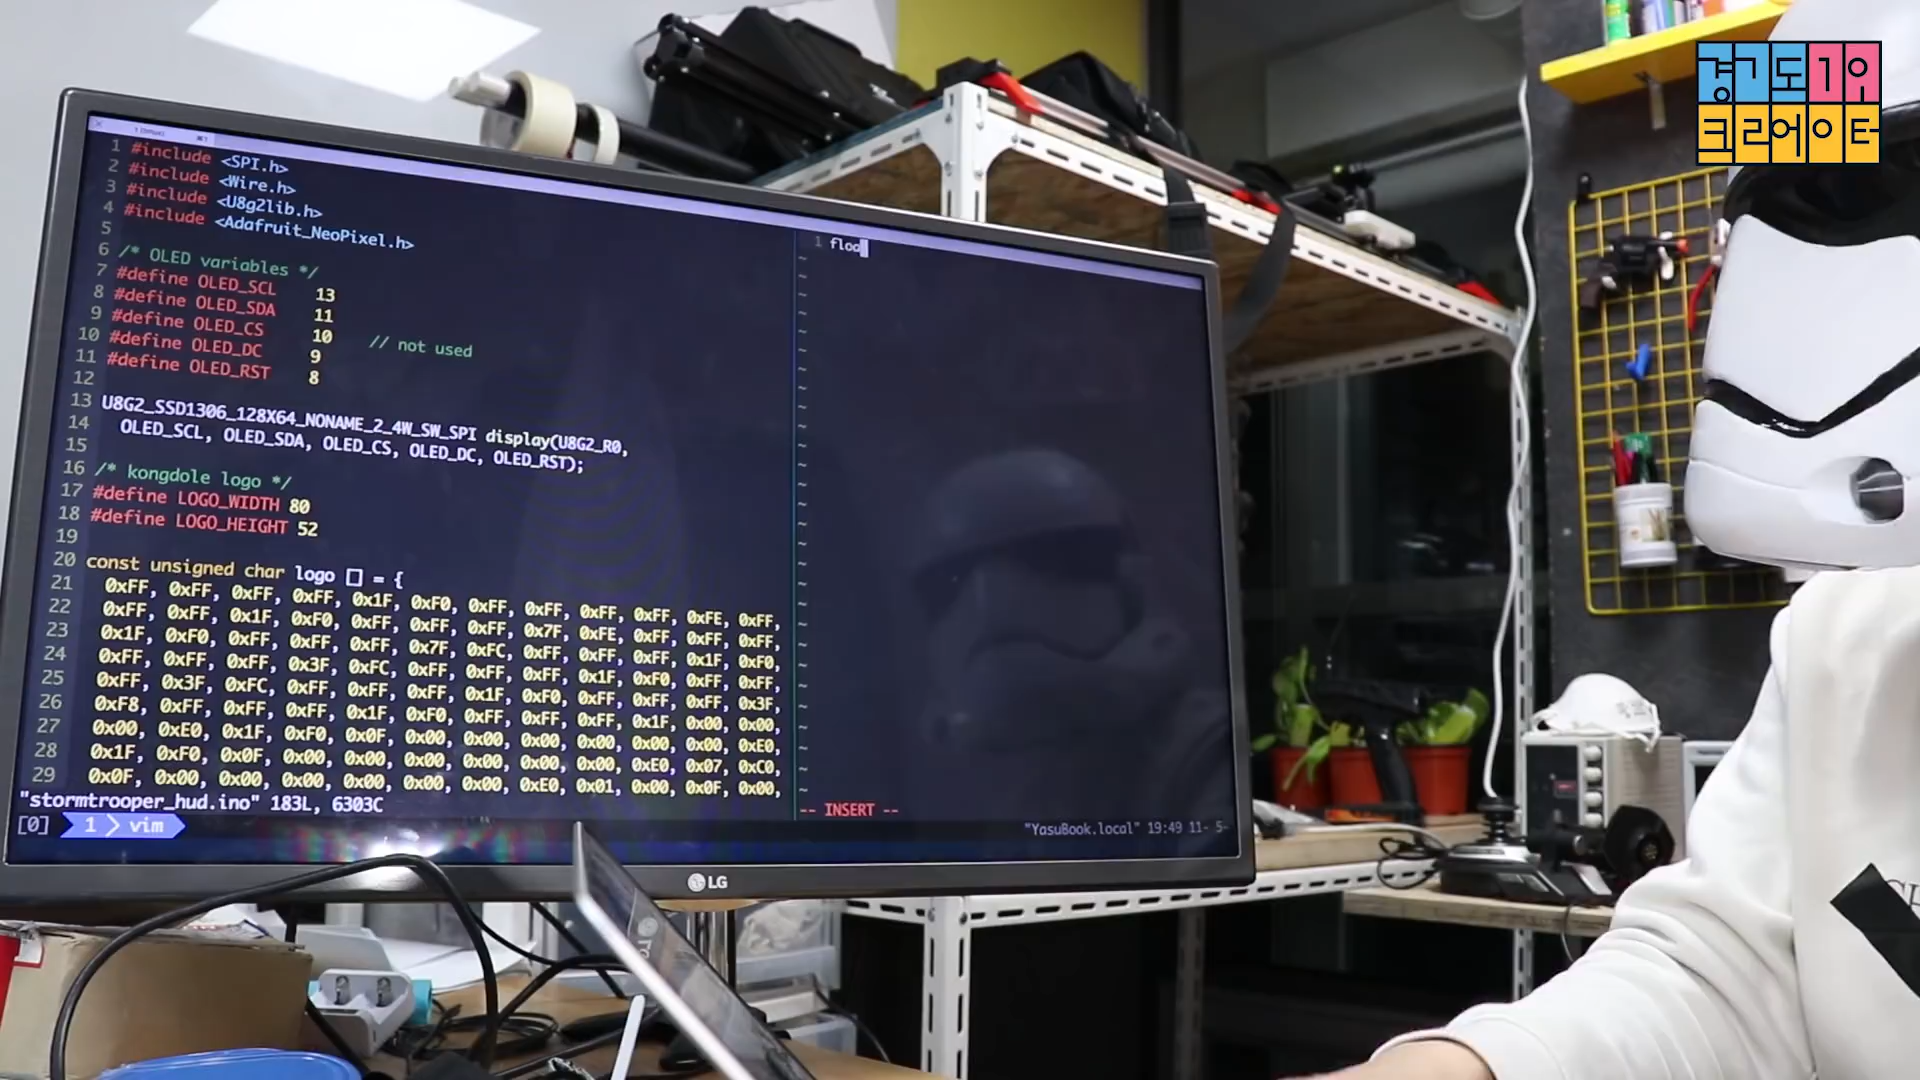 경기도 1인
크리에이터
1 #include <SPI.h>
2 #include <Wire.h>
3 #include <U8g2lib.h>
4 #include <Adafruit_NeoPixel.h>
5
6 /* OLED variables */
7 #define OLED_SCL 13
8 #define OLED_SDA 11
9 #define OLED_CS 10 // not used
10 #define OLED_DC 9
11 #define OLED_RST 8
12
13 U8G2_SSD1306_128X64_NONAME_2_4W_SW_SPI display(U8G2_R0,
14 OLED_SCL, OLED_SDA, OLED_CS, OLED_DC, OLED_RST);
15
16 /* kongdole logo */
17 #define LOGO_WIDTH 80
18 #define LOGO_HEIGHT 52
19
20 const unsigned char logo [] = {
21 0xFF, 0xFF, 0xFF, 0xFF, 0x1F, 0xF0, 0xFF, 0xFF, 0xFF, 0xFF, 0xFE, 0xFF,
22 0xFF, 0xFF, 0x1F, 0xF0, 0xFF, 0xFF, 0xFF, 0x7F, 0xFE, 0xFF, 0xFF, 0xFF,
23 0x1F, 0xF0, 0xFF, 0xFF, 0xFF, 0x7F, 0xFC, 0xFF, 0xFF, 0xFF, 0x1F, 0xF0,
24 0xFF, 0xFF, 0xFF, 0x3F, 0xFC, 0xFF, 0xFF, 0xFF, 0x1F, 0xF0, 0xFF, 0xFF,
25 0xFF, 0x3F, 0xFC, 0xFF, 0xFF, 0xFF, 0x1F, 0xF0, 0xFF, 0xFF, 0xFF, 0x3F,
26 0xF8, 0xFF, 0xFF, 0xFF, 0x1F, 0xF0, 0xFF, 0xFF, 0xFF, 0x1F, 0x00, 0x00,
27 0x00, 0xE0, 0x1F, 0xF0, 0x0F, 0x00, 0x00, 0x00, 0x00, 0x00, 0x00, 0xE0,
28 0x1F, 0xF0, 0x0F, 0x00, 0x00, 0x00, 0x00, 0x00, 0x00, 0xE0, 0x07, 0xC0,
29 0x0F, 0x00, 0x00, 0x00, 0x00, 0x00, 0x00, 0xE0, 0x01, 0x00, 0x0F, 0x00,
"stormtrooper_hud.ino" 183L, 6303C
[0] 1 vim
1 floa
-- INSERT --
"YasuBook.local" 19:49 11- 5-
LG